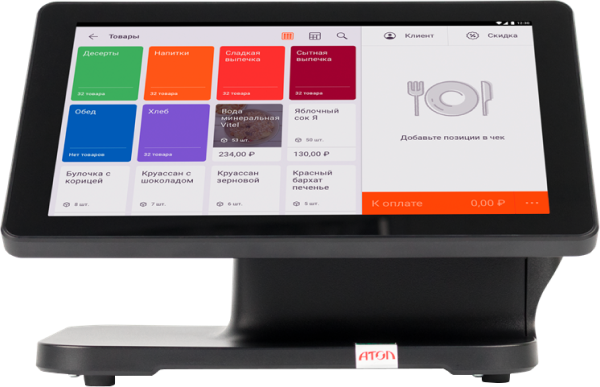 Товары
Клиент
Скидка
Десерты
32 товара
Напитки
32 товара
Сладкая
выпечка
32 товара
Сытная
выпечка
32 товара
Обед
Нет товаров
Хлеб
32 товара
Вода
минеральная
Vitel
53 шт.
234,00 ₽
Яблочный
сок Я
50 шт.
130,00 ₽
Булочка с
корицей
8 шт.
Круассан с
шоколадом
7 шт.
Круассан
зерновой
6 шт.
Красный
бархат
печенье
5 шт.
Добавьте позиции в чек
К оплате 0,00 ₽
АТОЛ